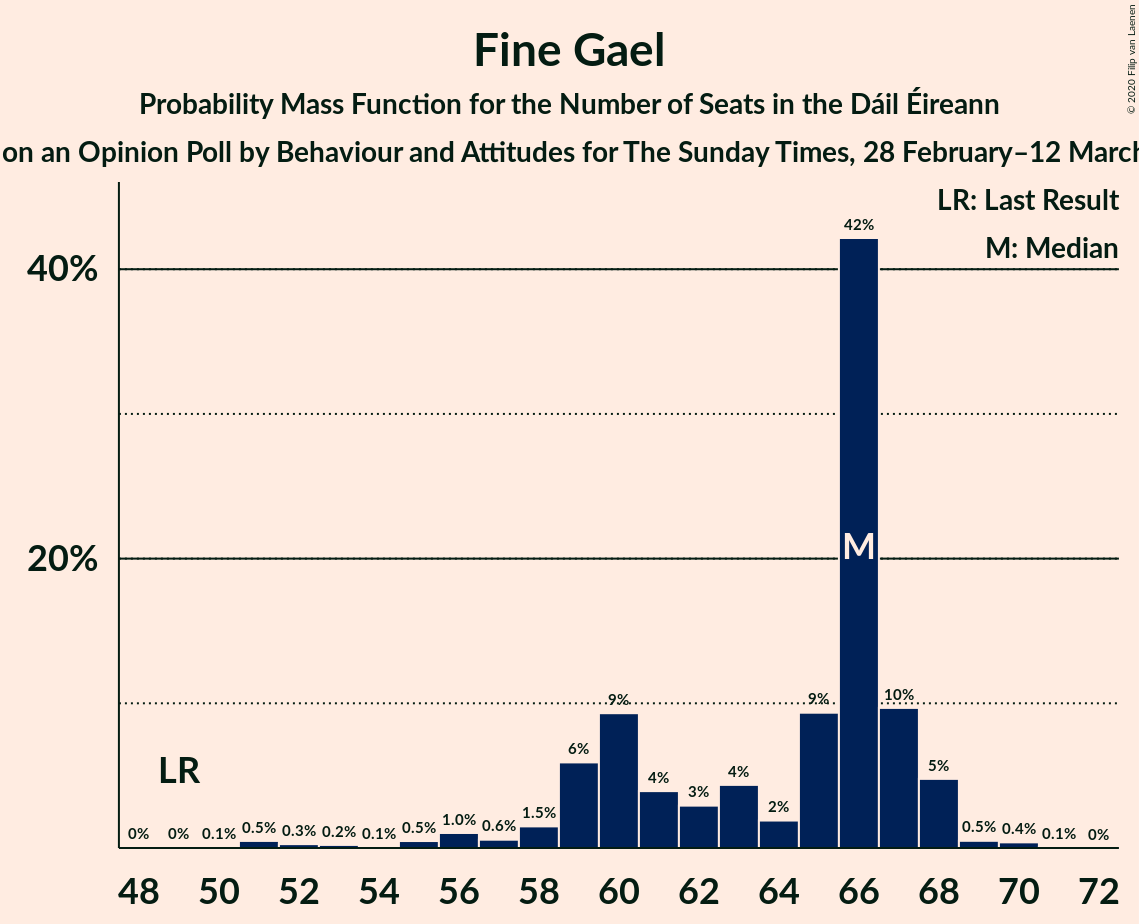 Fine Gael
Probability Mass Function for the Number of Seats in the Dáil Éireann
on an Opinion Poll by Behaviour and Attitudes for The Sunday Times, 28 February–12 March
© 2020 Filip van Laenen
LR: Last Result
M: Median
40%
20%
LR
M
0% 0% 0.1% 0.5% 0.3% 0.2% 0.1% 0.5% 1.0% 0.6% 1.5% 6% 9% 4% 3% 4% 2% 9% 42% 10% 5% 0.5% 0.4% 0.1% 0%
48 50 52 54 56 58 60 62 64 66 68 70 72